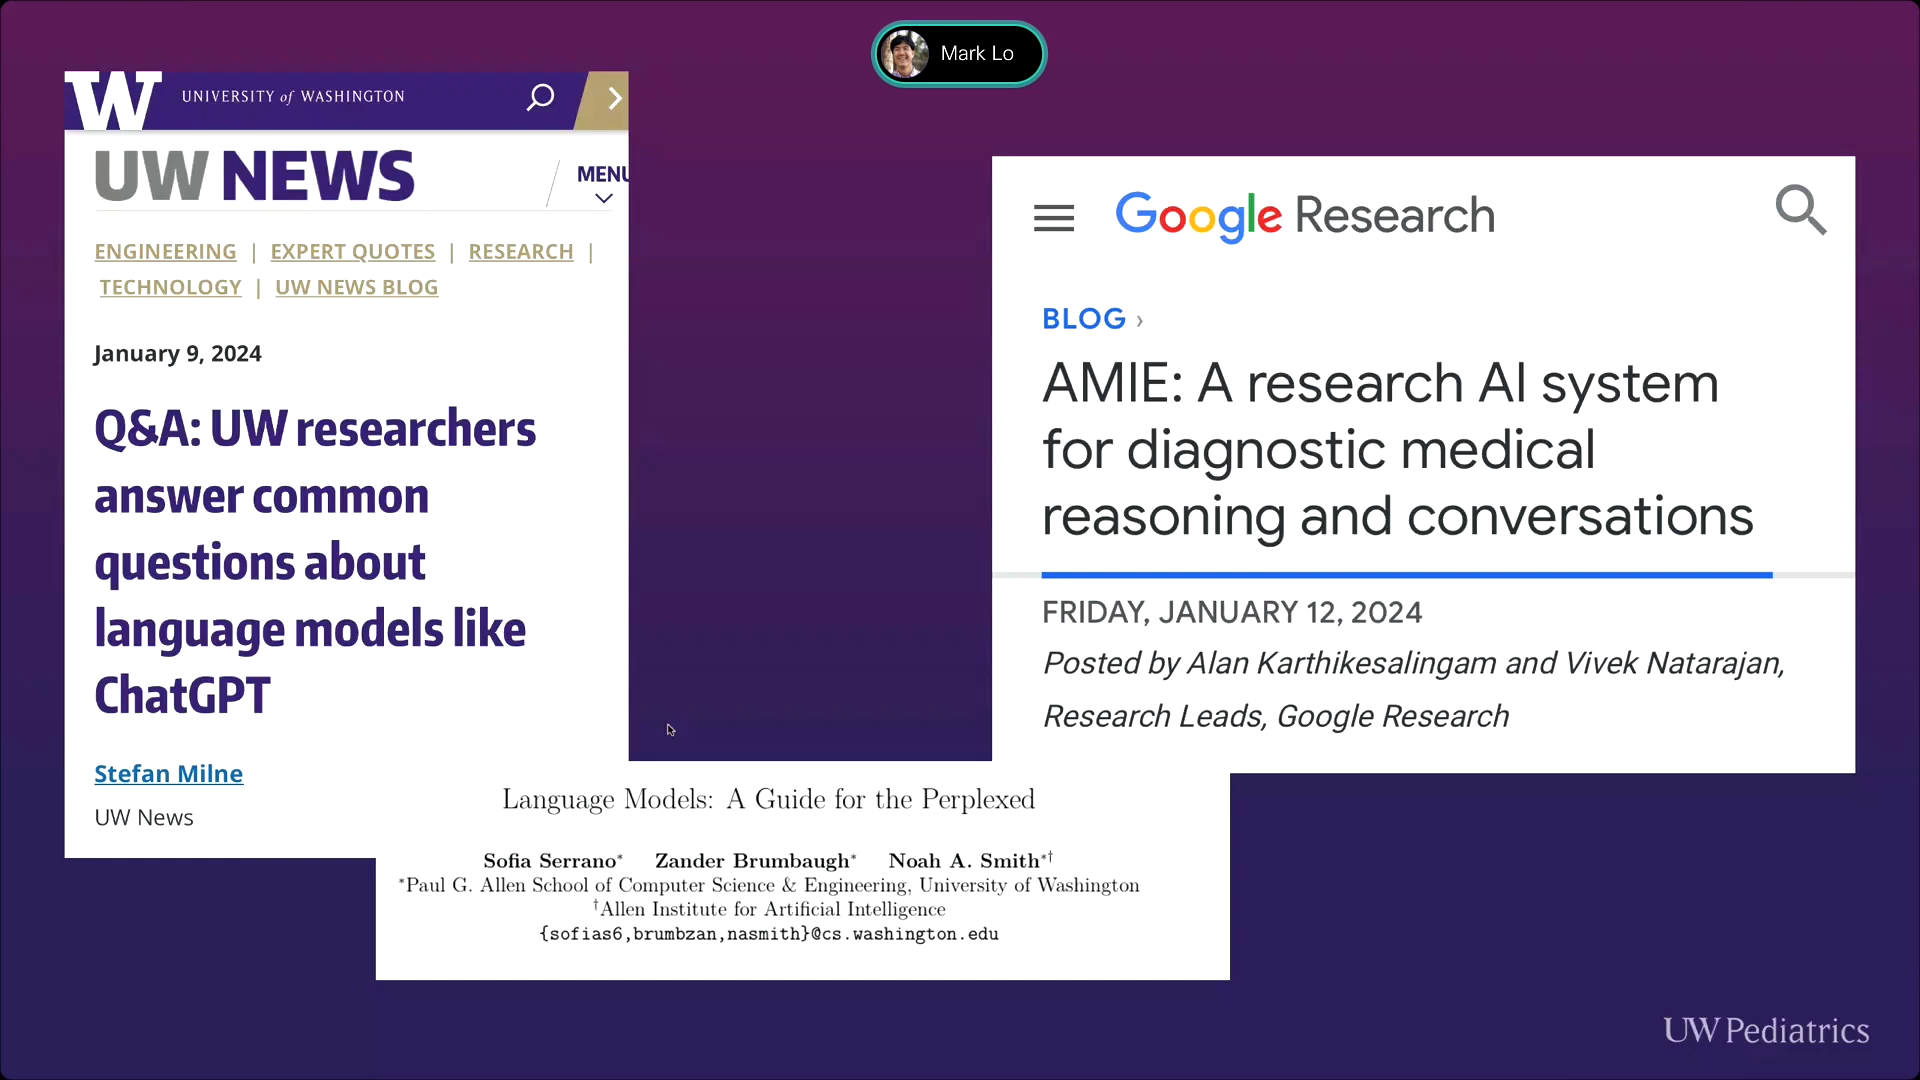 Mark Lo
W
UNIVERSITY of WASHINGTON
UW NEWS
MENU
ENGINEERING | EXPERT QUOTES | RESEARCH |
TECHNOLOGY | UW NEWS BLOG
January 9, 2024
Q&A: UW researchers
answer common
questions about
language models like
ChatGPT
Stefan Milne
UW News
Google Research
BLOG ›
AMIE: A research AI system
for diagnostic medical
reasoning and conversations
FRIDAY, JANUARY 12, 2024
Posted by Alan Karthikesalingam and Vivek Natarajan,
Research Leads, Google Research
Language Models: A Guide for the Perplexed
Sofia Serrano* Zander Brumbaugh* Noah A. Smith*†
*Paul G. Allen School of Computer Science & Engineering, University of Washington
†Allen Institute for Artificial Intelligence
{sofias6,brumbzan,nasmith}@cs.washington.edu
UW Pediatrics